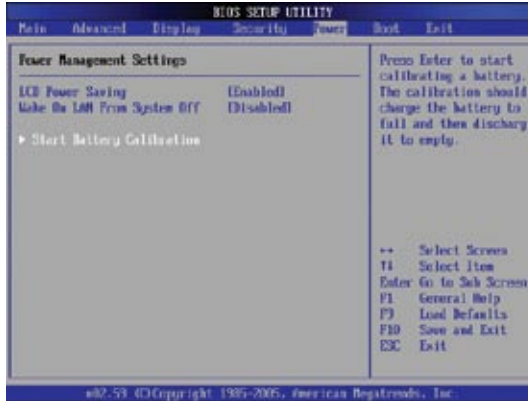 BIOS SETUP UTILITY
Main Advanced Display Security Power Boot Exit
Power Management Settings
LCD Power Saving [Enabled]
Wake On LAN From System Off [Disabled]
▶ Start Battery Calibration
Press Enter to start
calibrating a battery.
The calibration should
charge the battery to
full and then discharg
it to empty.
↔ Select Screen
↑↓ Select Item
Enter Go to Sub Screen
F1 General Help
F9 Load Defaults
F10 Save and Exit
ESC Exit
v02.59 (C)Copyright 1985-2005, American Megatrends, Inc.